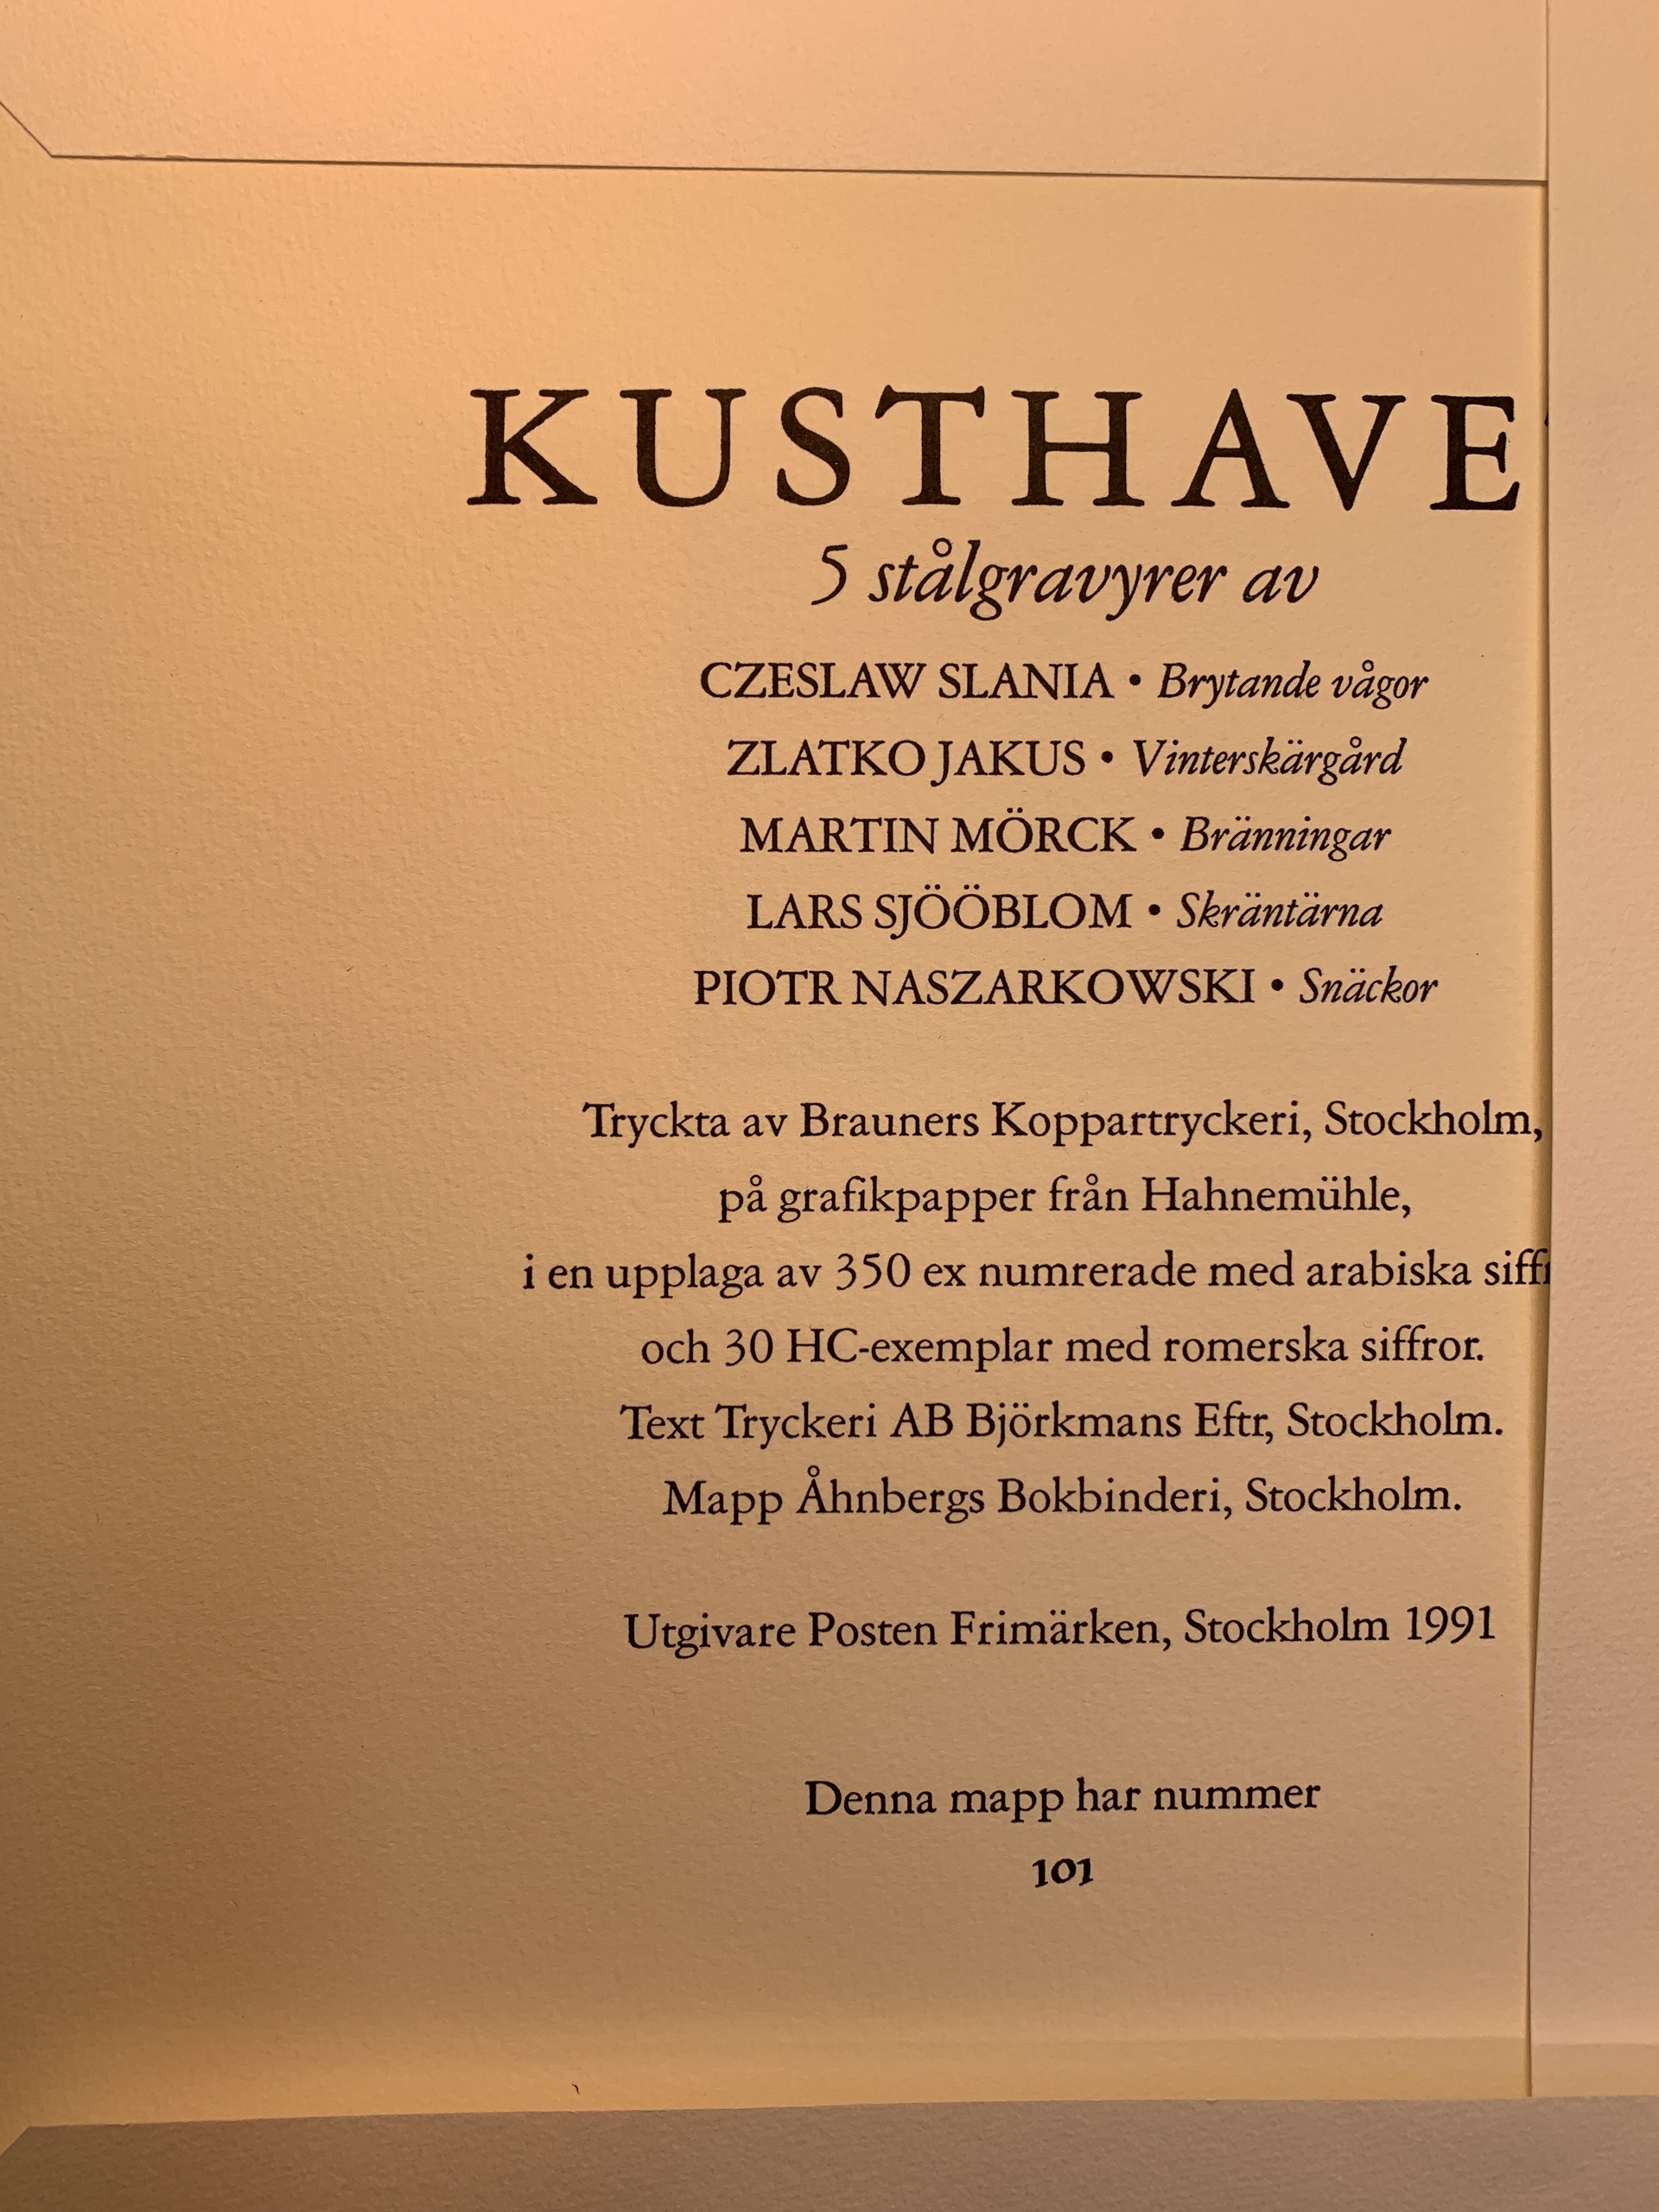 KUSTHAVE
5 stålgravyrer av
CZESLAW SLANIA • Brytande vågor
ZLATKO JAKUS • Vinterskärgård
MARTIN MÖRCK • Bränningar
LARS SJÖÖBLOM • Skräntärna
PIOTR NASZARKOWSKI • Snäckor
Tryckta av Brauners Koppartryckeri, Stockholm,
på grafikpapper från Hahnemühle,
i en upplaga av 350 ex numrerade med arabiska siff
och 30 HC-exemplar med romerska siffror.
Text Tryckeri AB Björkmans Eftr, Stockholm.
Mapp Åhnbergs Bokbinderi, Stockholm.
Utgivare Posten Frimärken, Stockholm 1991
Denna mapp har nummer
101